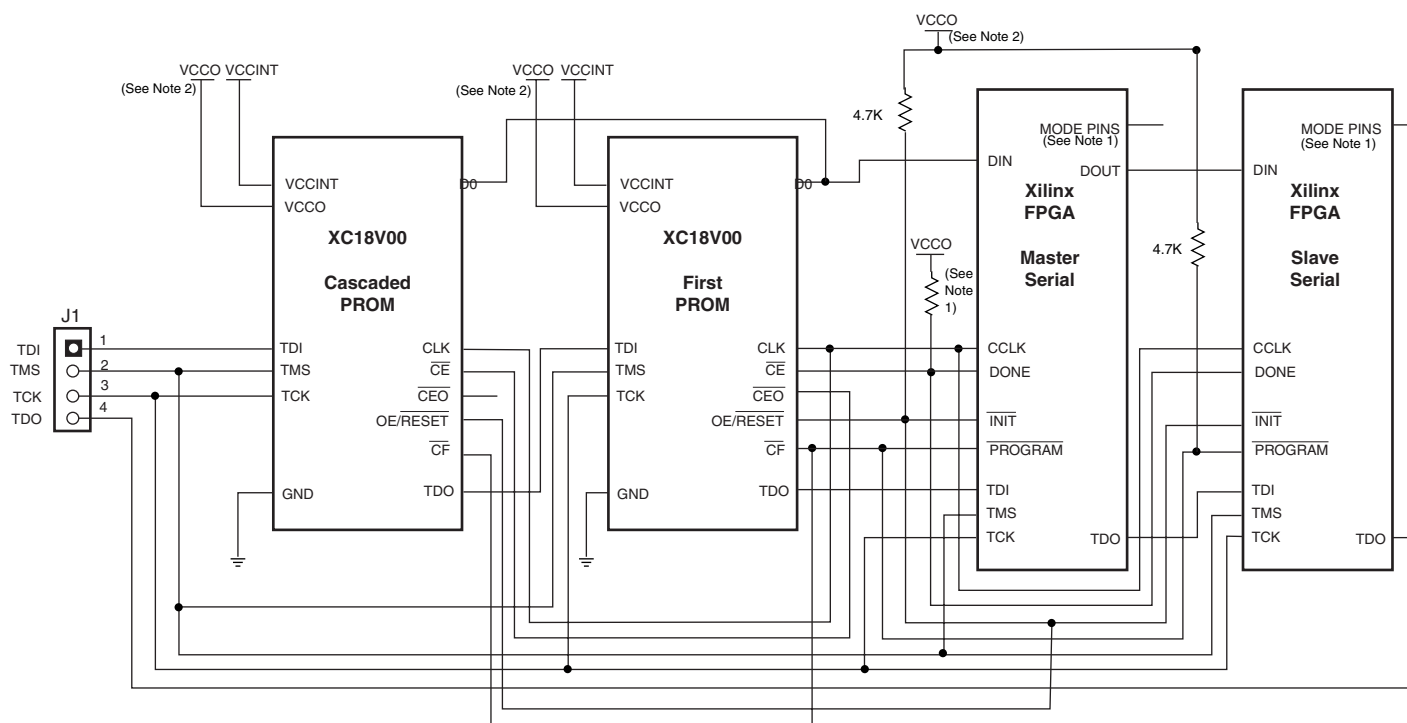 VCCO
(See Note 2)
VCCO VCCINT
(See Note 2)
VCCO VCCINT
(See Note 2)
4.7K
MODE PINS
(See Note 1)
MODE PINS
(See Note 1)
DIN
DOUT
DIN
VCCINT
D0
VCCINT
D0
VCCO
VCCO
Xilinx
FPGA
Xilinx
FPGA
XC18V00
XC18V00
VCCO
4.7K
Master
Serial
Slave
Serial
Cascaded
PROM
First
PROM
(See
Note
1)
J1
TDI
1
TDI
CLK
TDI
CLK
CCLK
CCLK
TMS
2
TMS
CE
TMS
CE
DONE
DONE
TCK
3
TCK
CEO
TCK
CEO
TDO
4
OE/RESET
OE/RESET
INIT
INIT
CF
CF
PROGRAM
PROGRAM
GND
TDO
GND
TDO
TDI
TDI
TMS
TMS
TCK
TDO
TCK
TDO